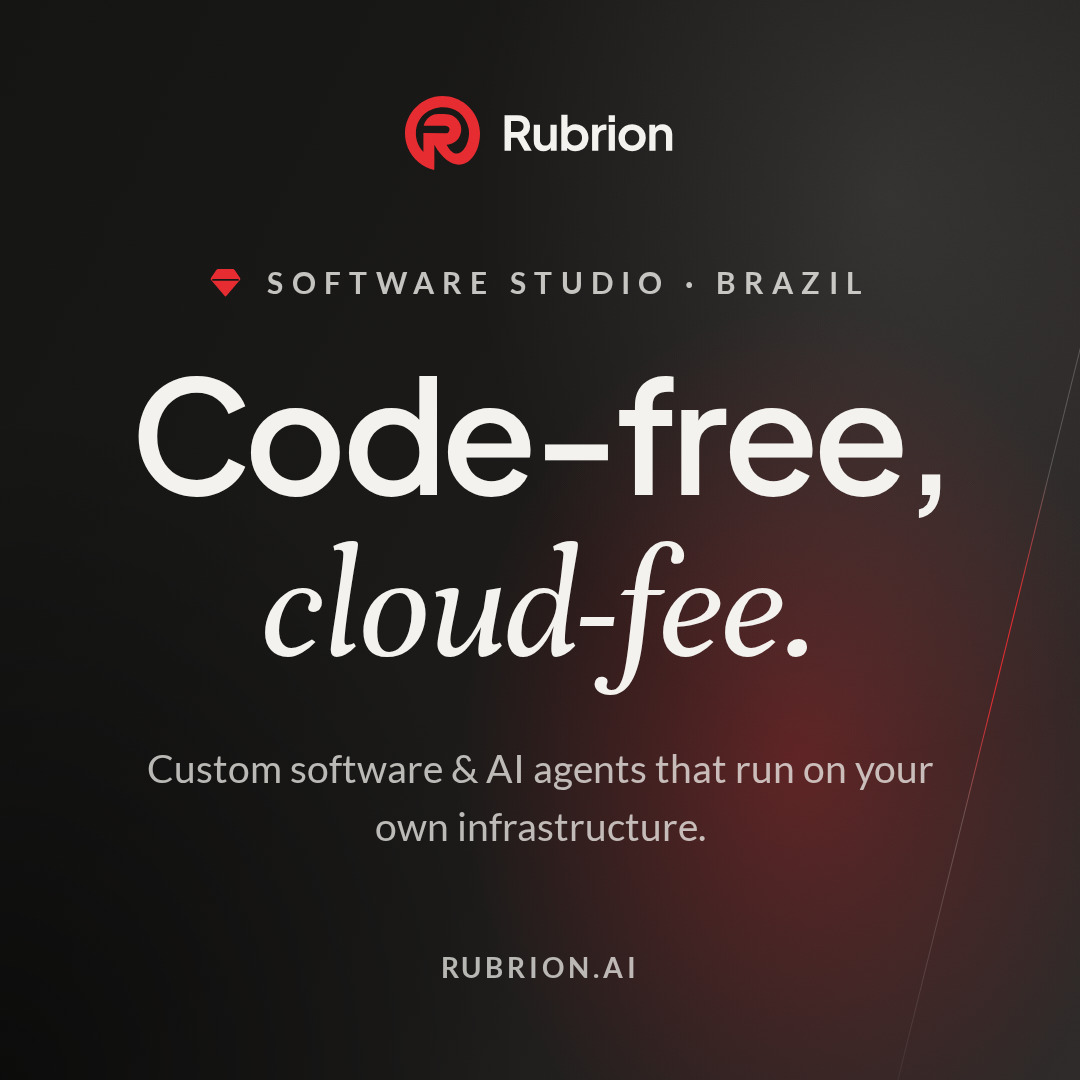 Rubrion
SOFTWARE STUDIO · BRAZIL
Code-free,
cloud-fee.
Custom software & AI agents that run on your
own infrastructure.
RUBRION.AI